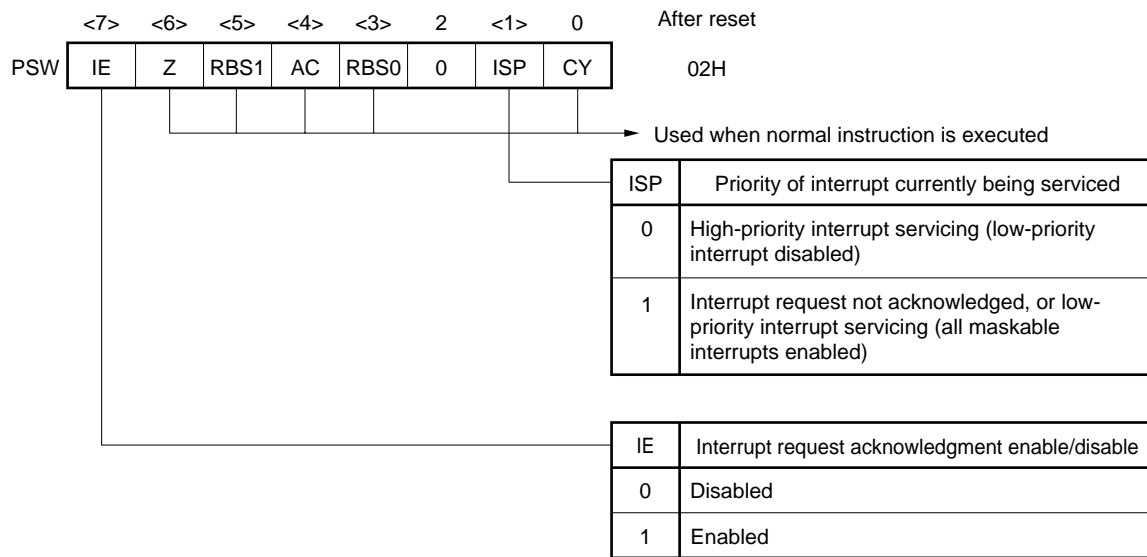 <7> <6> <5> <4> <3> 2 <1> 0 After reset
PSW IE Z RBS1 AC RBS0 0 ISP CY 02H
Used when normal instruction is executed
ISP Priority of interrupt currently being serviced
0 High-priority interrupt servicing (low-priority
interrupt disabled)
1 Interrupt request not acknowledged, or low-
priority interrupt servicing (all maskable
interrupts enabled)
IE Interrupt request acknowledgment enable/disable
0 Disabled
1 Enabled